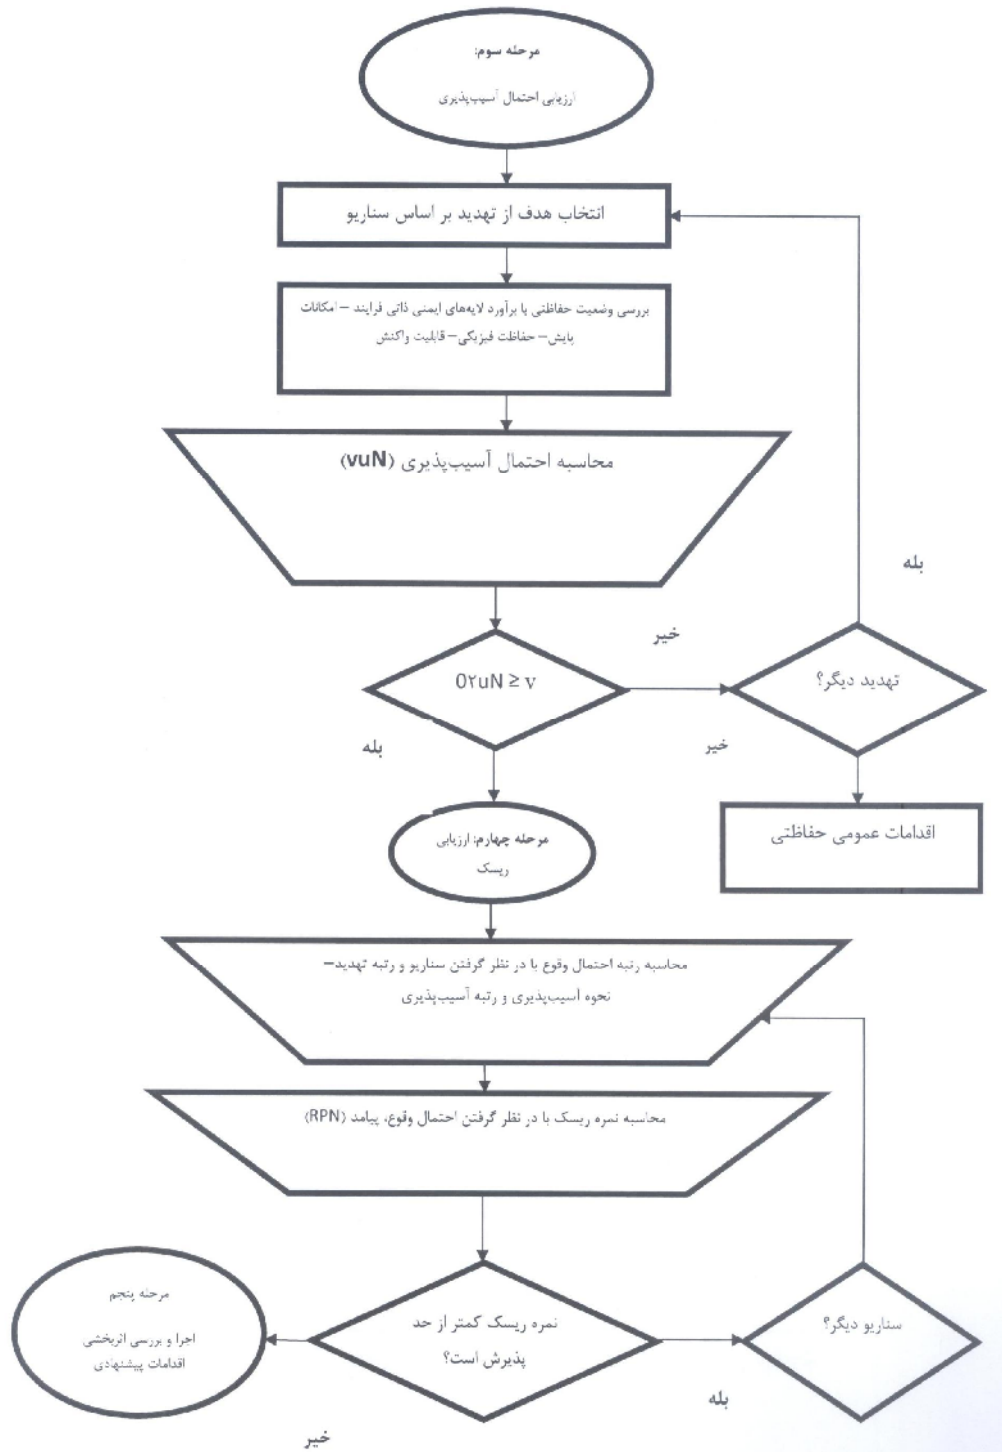 مرحله سوم:
ارزیابی احتمال آسیب‌پذیری
انتخاب هدف از تهدید بر اساس سناریو
بررسی وضعیت حفاظتی با برآورد لایه‌های ایمنی ذاتی فرایند – امکانات
پایش– حفاظت فیزیکی– قابلیت واکنش
محاسبه احتمال آسیب‌پذیری (vuN)
بله
خیر
0۲uN ≥ v
تهدید دیگر؟
بله
خیر
مرحله چهارم: ارزیابی
ریسک
اقدامات عمومی حفاظتی
محاسبه رتبه احتمال وقوع با در نظر گرفتن سناریو و رتبه تهدید–
نحوه آسیب‌پذیری و رتبه آسیب‌پذیری
محاسبه نمره ریسک با در نظر گرفتن احتمال وقوع، پیامد (RPN)
نمره ریسک کمتر از حد
پذیرش است؟
سناریو دیگر؟
مرحله پنجم
اجرا و بررسی اثربخشی
اقدامات پیشنهادی
بله
خیر